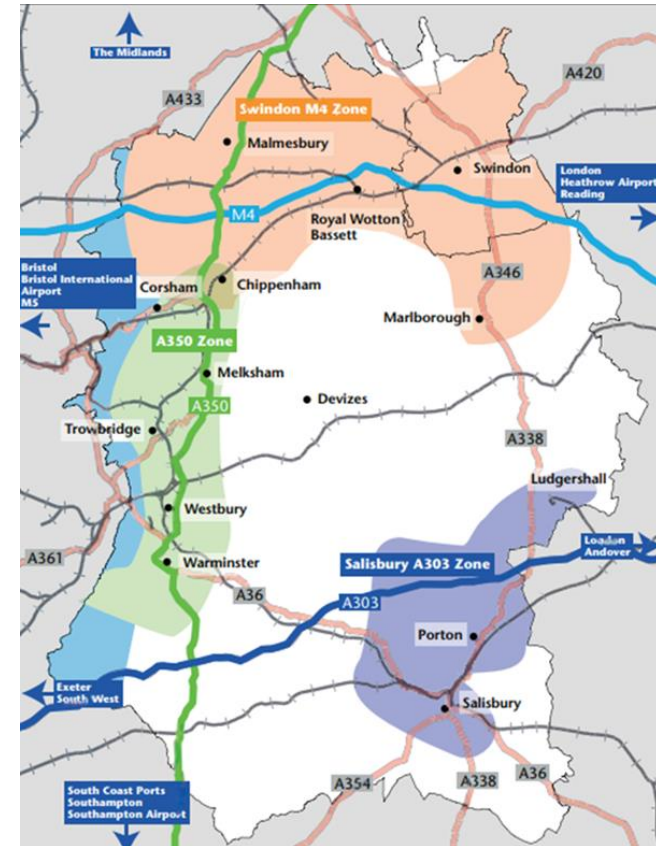 The Midlands
A433
A420
Swindon M4 Zone
Malmesbury
Swindon
London
Heathrow Airport
Reading
M4
Royal Wotton
Bassett
Bristol
Bristol International
Airport
M5
Corsham
Chippenham
A346
Marlborough
A350 Zone
Melksham
Devizes
A350
Trowbridge
A338
Ludgershall
Westbury
London
Andover
A361
Warminster
Salisbury A303 Zone
A36
A303
Porton
Exeter
South West
Salisbury
South Coast Ports
Southampton
Southampton Airport
A354
A338
A36